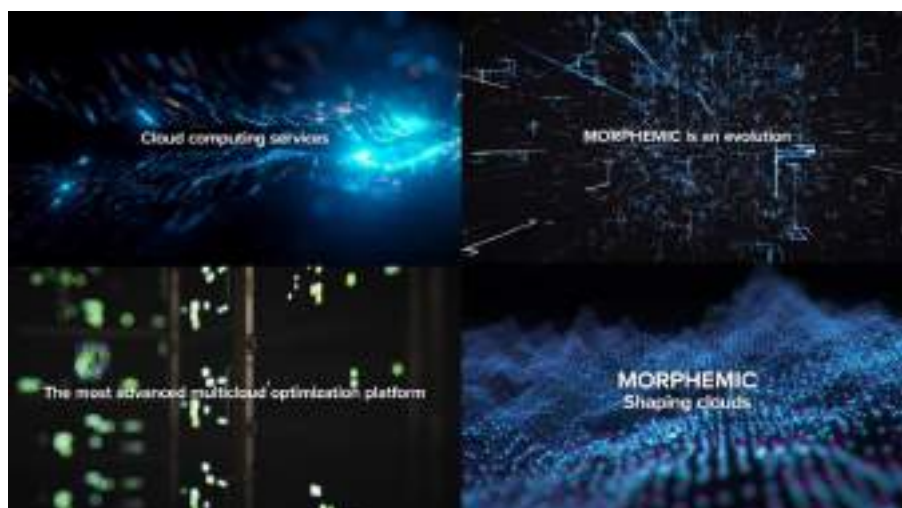 Cloud computing services
MORPHEMIC is an evolution
The most advanced multicloud optimization platform
MORPHEMIC
Shaping clouds